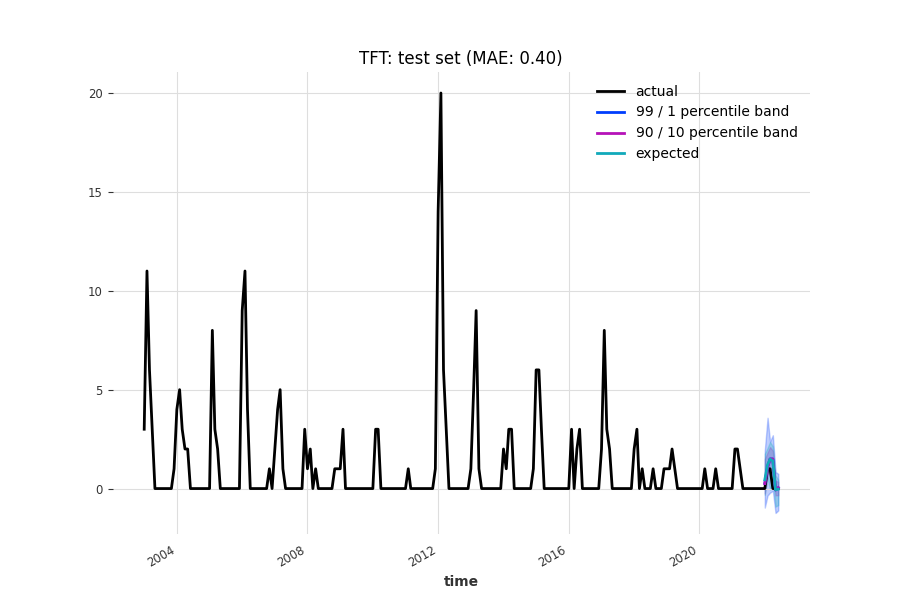 TFT: test set (MAE: 0.40)
actual
99 / 1 percentile band
90 / 10 percentile band
expected
20
15
10
5
0
2004
2008
2012
2016
2020
time